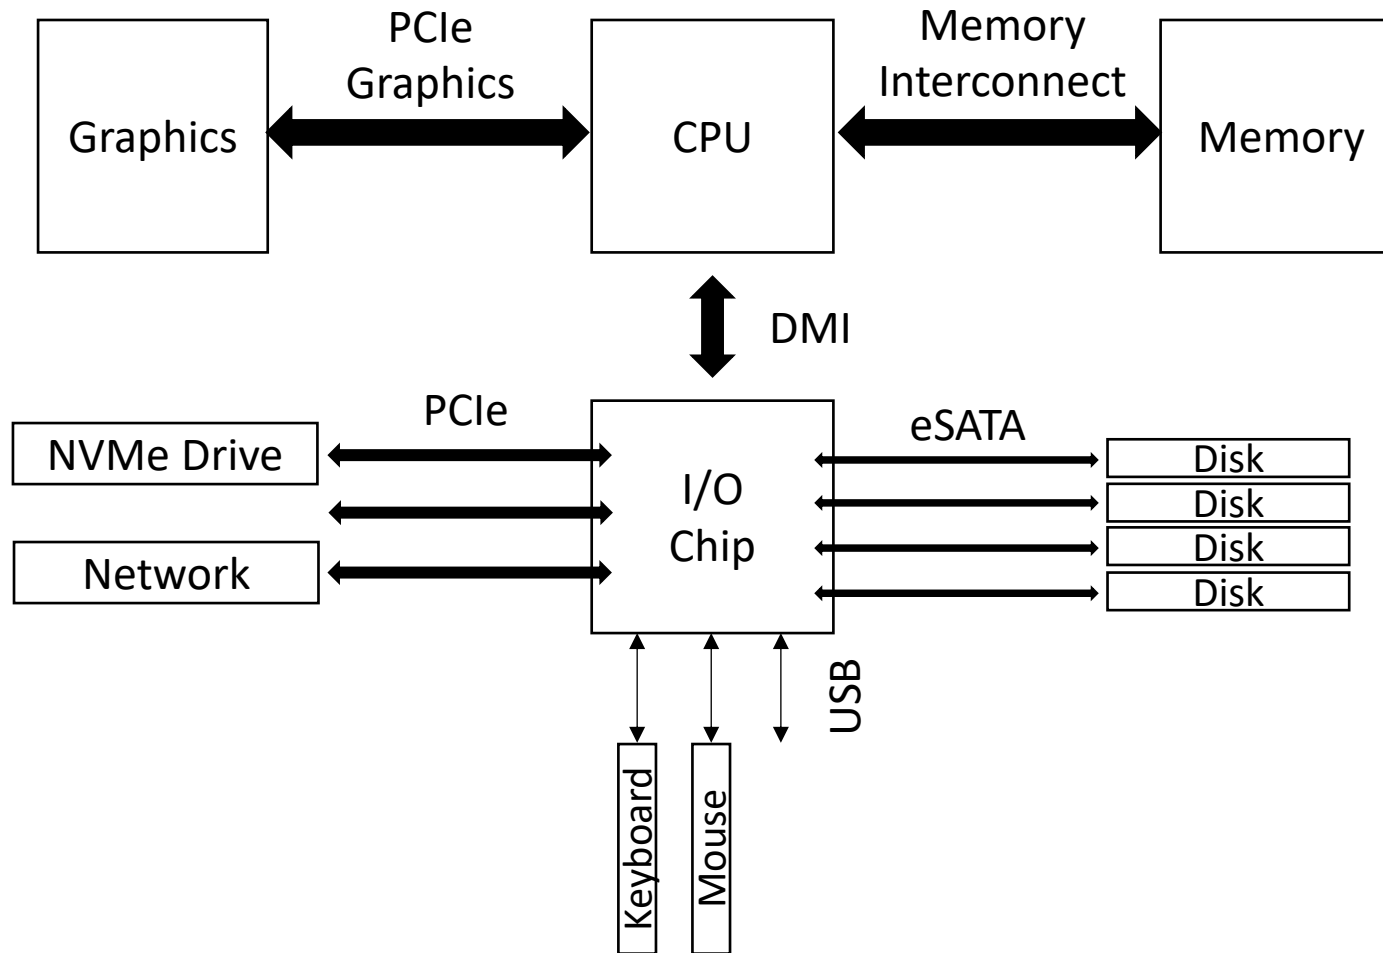 PCIe
Graphics
Memory
Interconnect
Graphics
CPU
Memory
DMI
PCIe
eSATA
NVMe Drive
Network
I/O
Chip
Disk
Disk
Disk
Disk
USB
Keyboard
Mouse